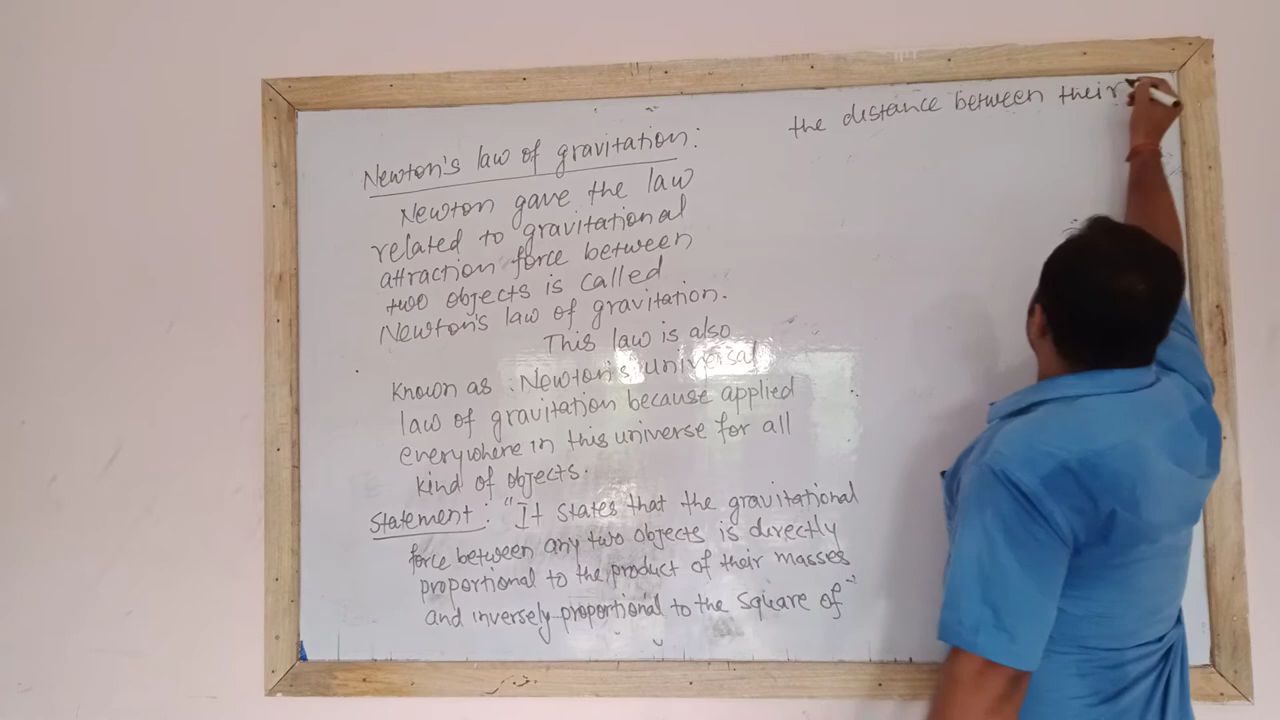 Newton's law of gravitation:
Newton gave the law
related to gravitational
attraction force between
two objects is called
Newton's law of gravitation.
This law is also
known as : Newton's universal
law of gravitation because applied
everywhere in this universe for all
kind of objects.
Statement : "It states that the gravitational
force between any two objects is directly
proportional to the product of their masses
and inversely proportional to the square of
the distance between their